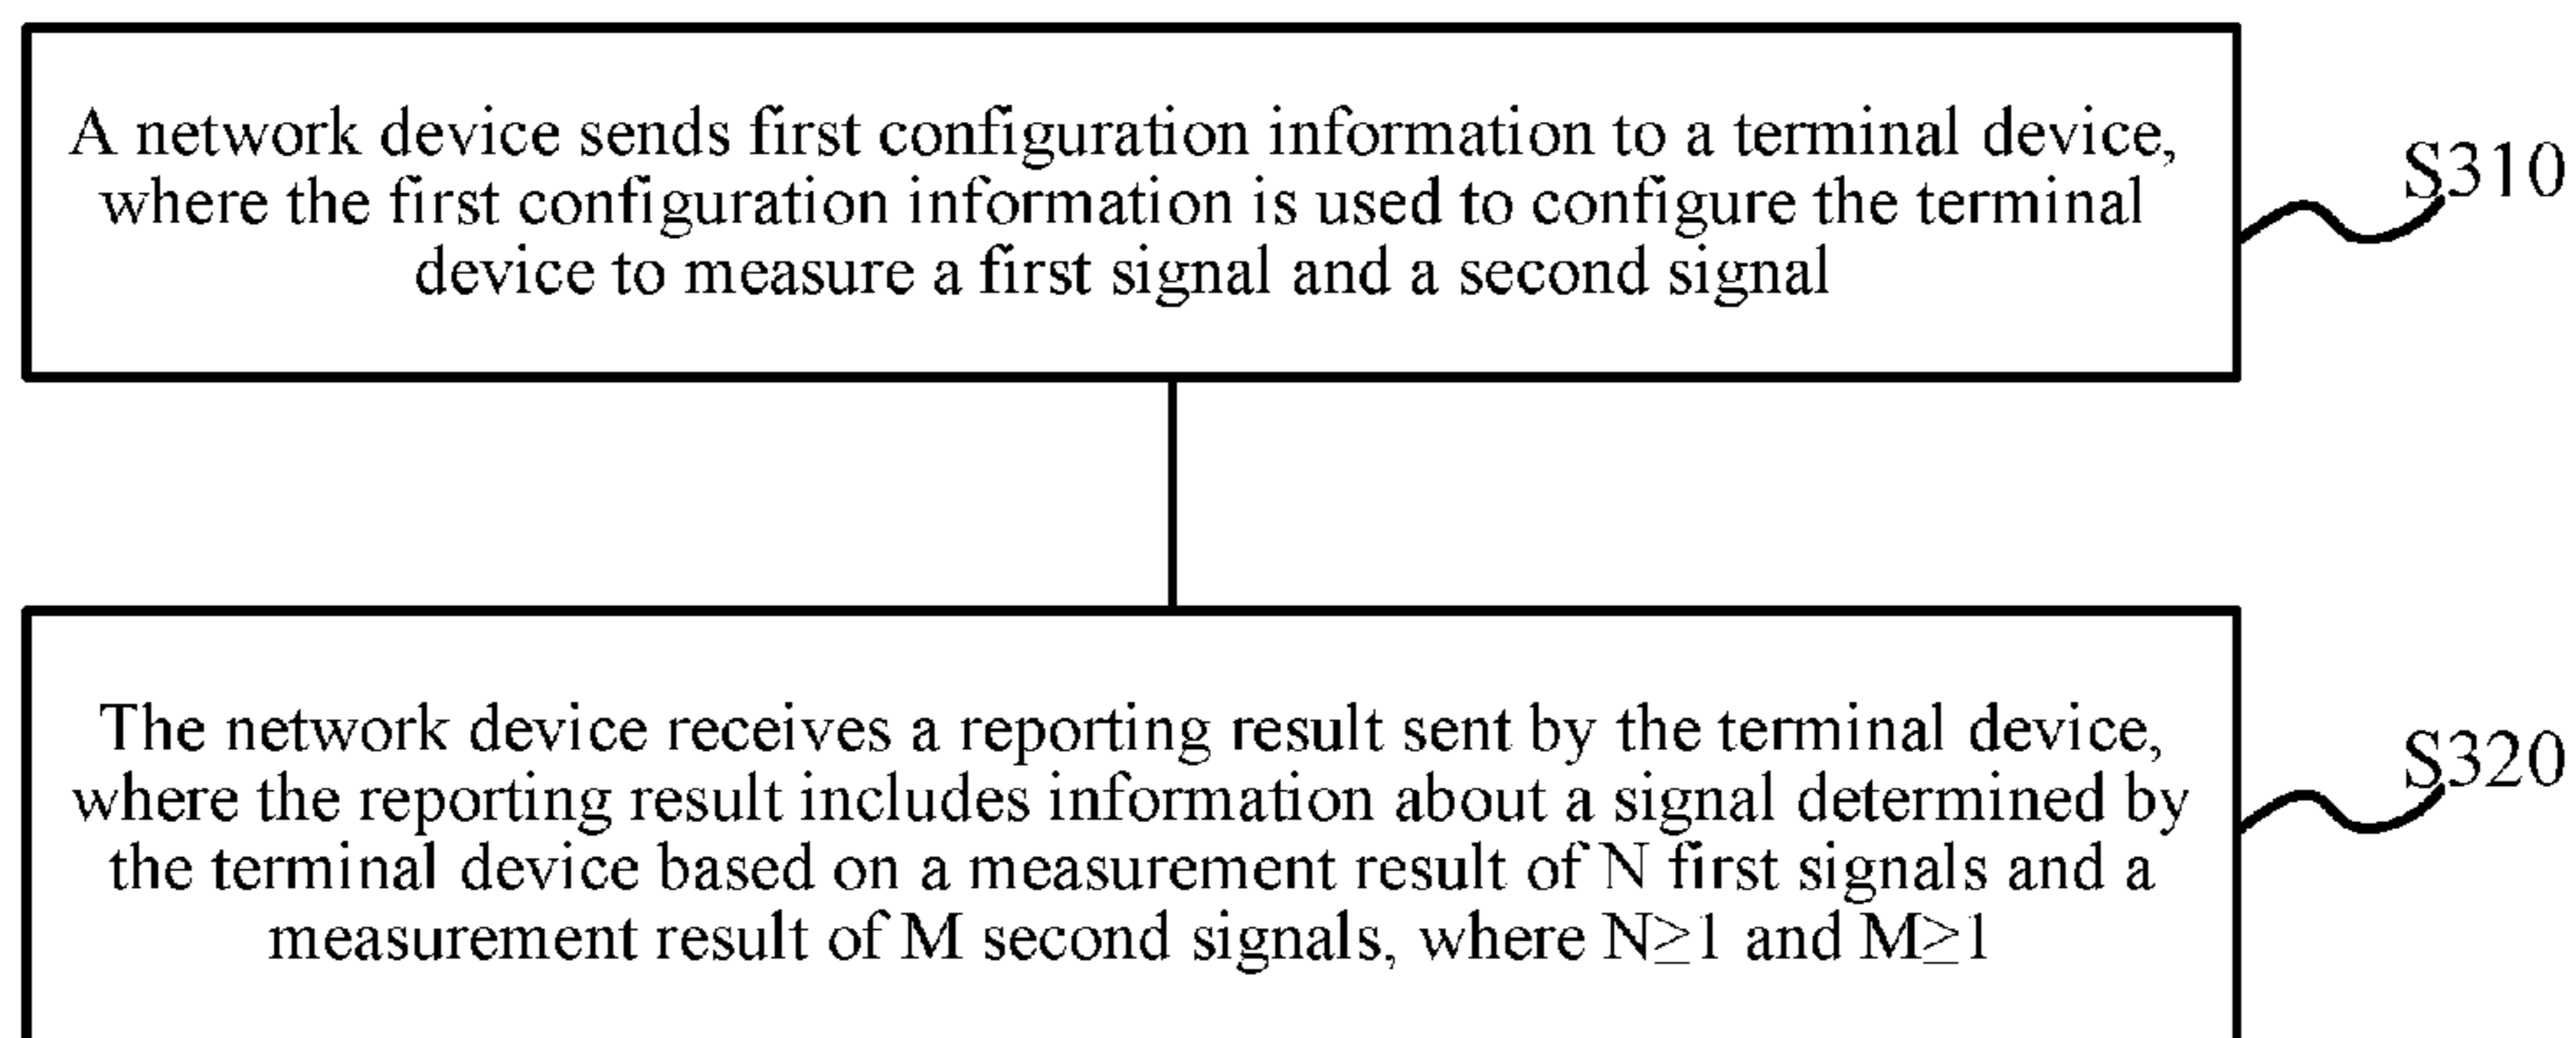 A network device sends first configuration information to a terminal device,
where the first configuration information is used to configure the terminal
device to measure a first signal and a second signal
S310
The network device receives a reporting result sent by the terminal device,
where the reporting result includes information about a signal determined by
the terminal device based on a measurement result of N first signals and a
measurement result of M second signals, where N≥1 and M≥1
S320